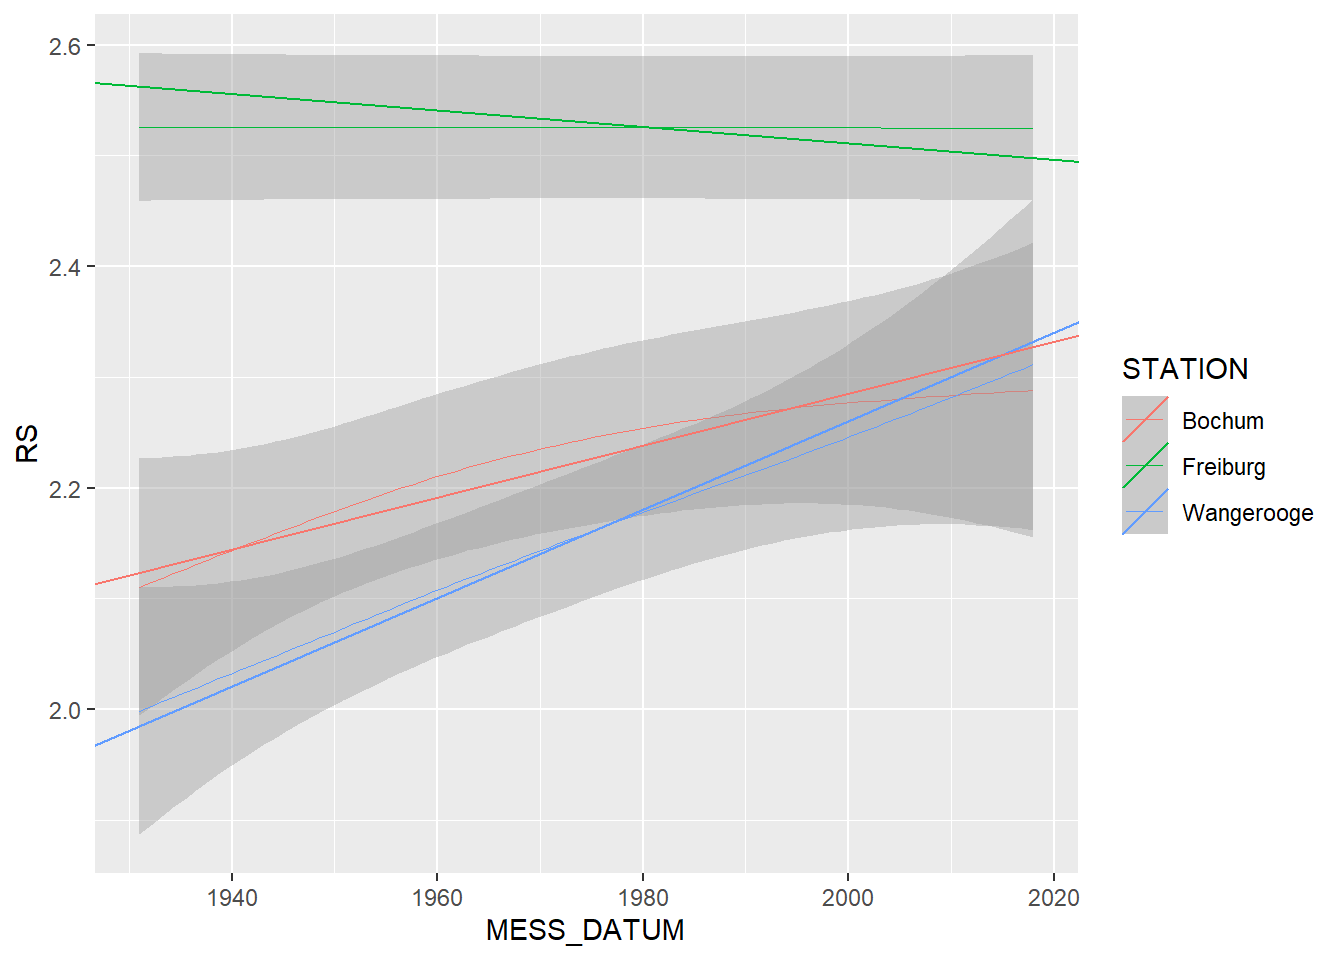 2.6
2.4
2.2
2.0
RS
1940 1960 1980 2000 2020
MESS_DATUM
STATION
Bochum
Freiburg
Wangerooge